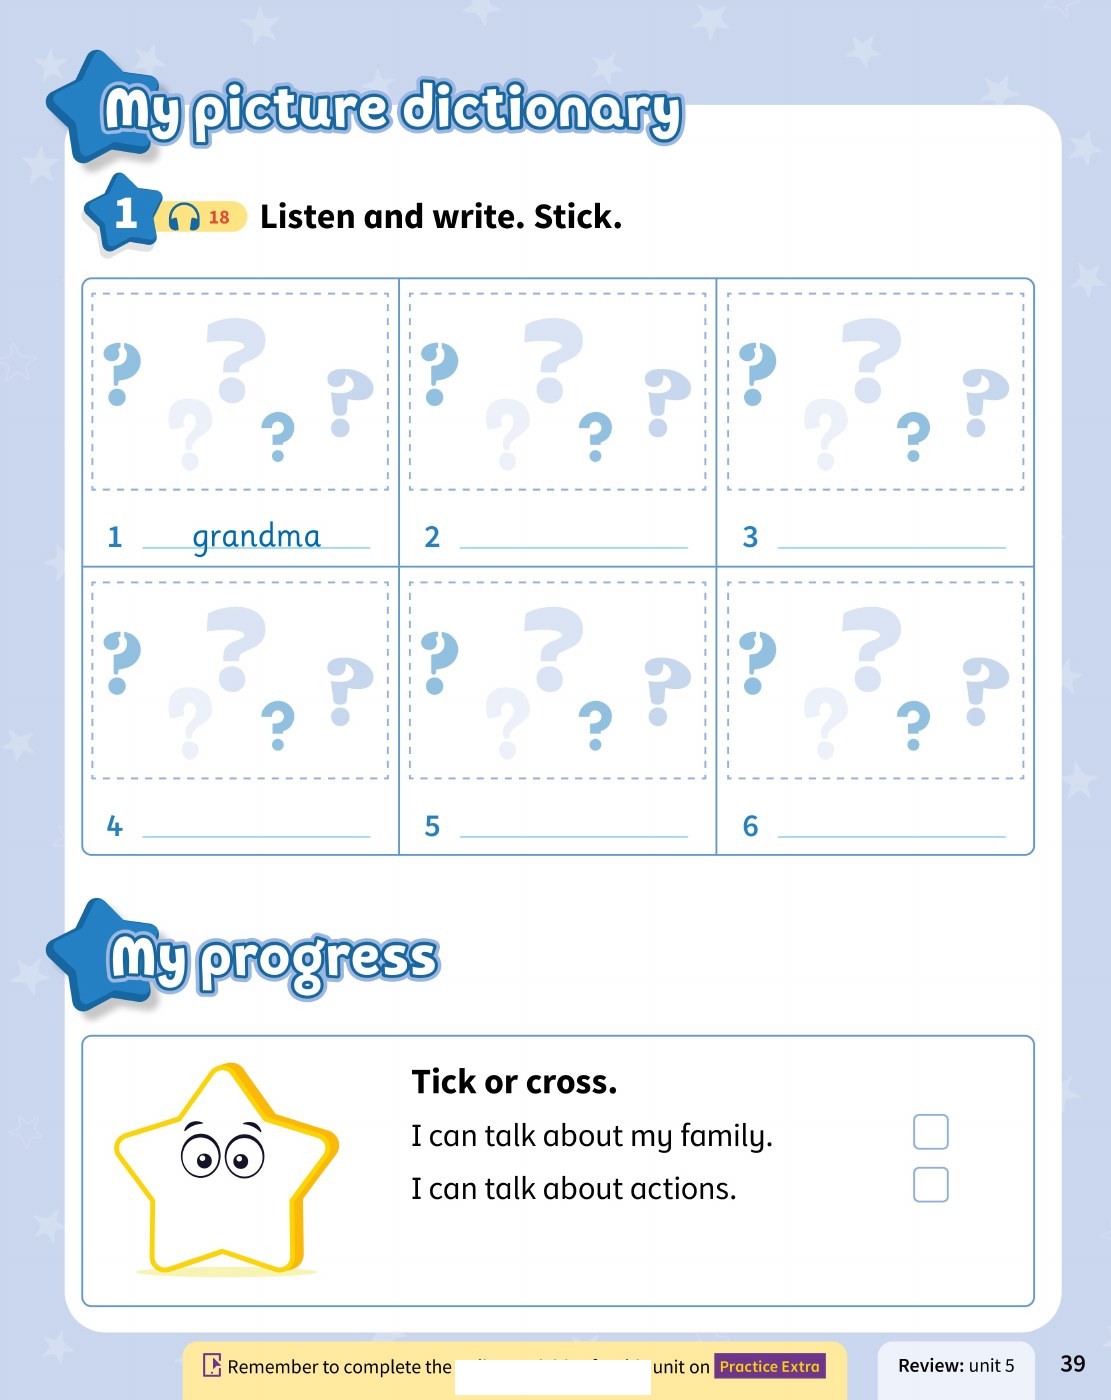 My picture dictionary
1 18 Listen and write. Stick.
1 grandma 2 3
4 5 6
My progress
Tick or cross.
I can talk about my family.
I can talk about actions.
Remember to complete the unit on Practice Extra
Review: unit 5 39